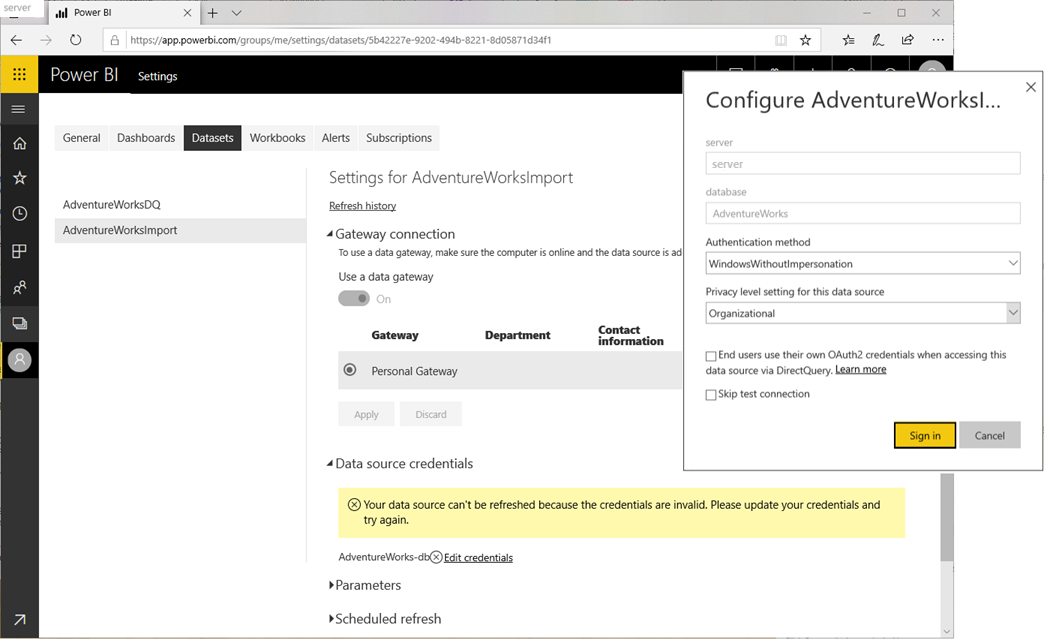 server
Power BI
https://app.powerbi.com/groups/me/settings/datasets/5b42227e-9202-494b-8221-8d05871d34f1
Power BI
Settings
General
Dashboards
Datasets
Workbooks
Alerts
Subscriptions
AdventureWorksDQ
AdventureWorksImport
Settings for AdventureWorksImport
Refresh history
Gateway connection
To use a data gateway, make sure the computer is online and the data source is ad
Use a data gateway
On
Gateway
Department
Contact
information
Personal Gateway
Apply
Discard
Data source credentials
Your data source can't be refreshed because the credentials are invalid. Please update your credentials and
try again.
AdventureWorks-db
Edit credentials
Parameters
Scheduled refresh
Configure AdventureWorksI...
server
server
database
AdventureWorks
Authentication method
WindowsWithoutImpersonation
Privacy level setting for this data source
Organizational
End users use their own OAuth2 credentials when accessing this
data source via DirectQuery. Learn more
Skip test connection
Sign in
Cancel